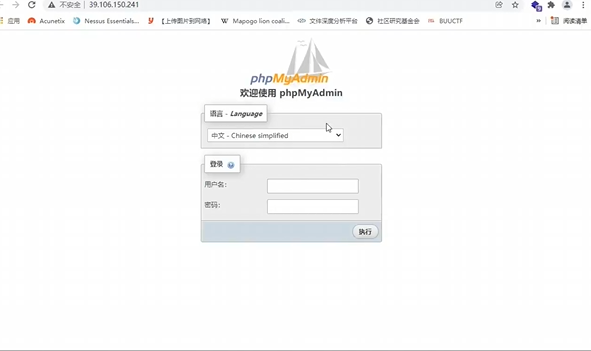 不安全 | 39.106.150.241
应用 Acunetix Nessus Essentials... 【上传图片到网络】 Mapogo lion coali... 文件深度分析平台 社区研究基金会 BUUCTF » 阅读清单
phpMyAdmin
欢迎使用 phpMyAdmin
语言 - Language
中文 - Chinese simplified
登录
用户名:
密码:
执行